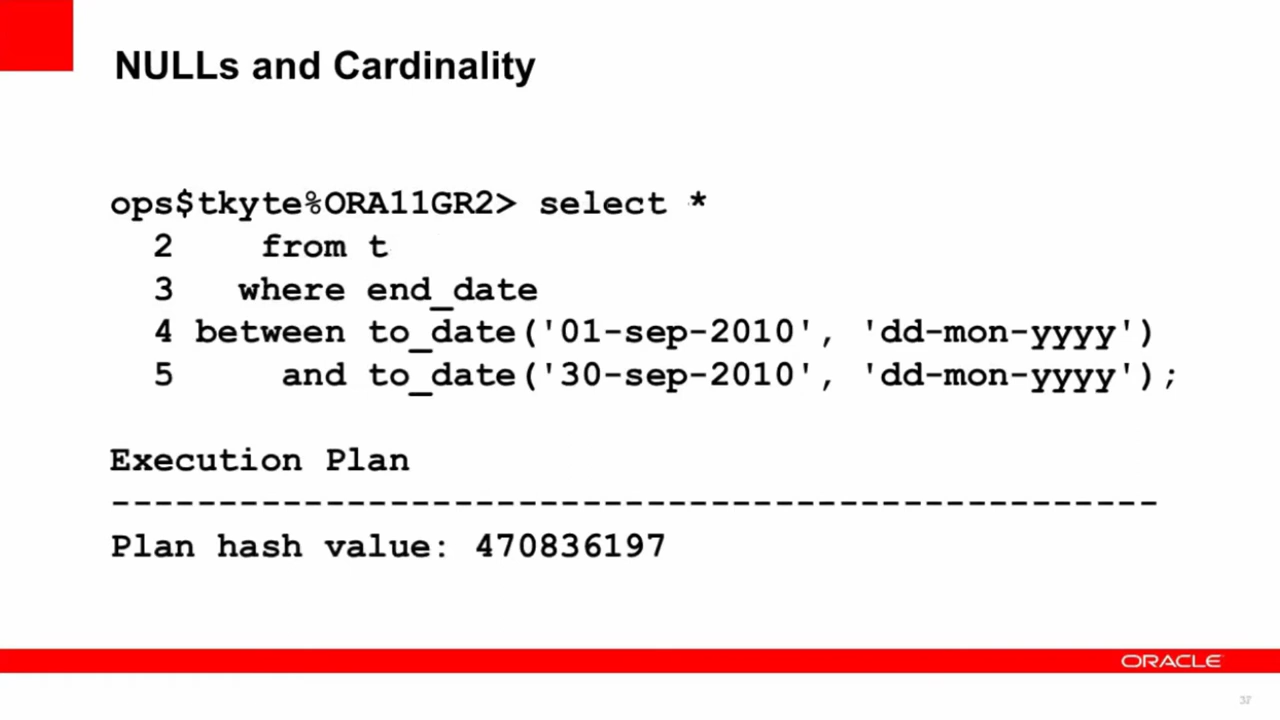 NULLs and Cardinality
ops$tkyte%ORA11GR2> select *
2 from t
3 where end_date
4 between to_date('01-sep-2010', 'dd-mon-yyyy')
5 and to_date('30-sep-2010', 'dd-mon-yyyy');
Execution Plan
-------------------------------------------------
Plan hash value: 470836197
ORACLE
37